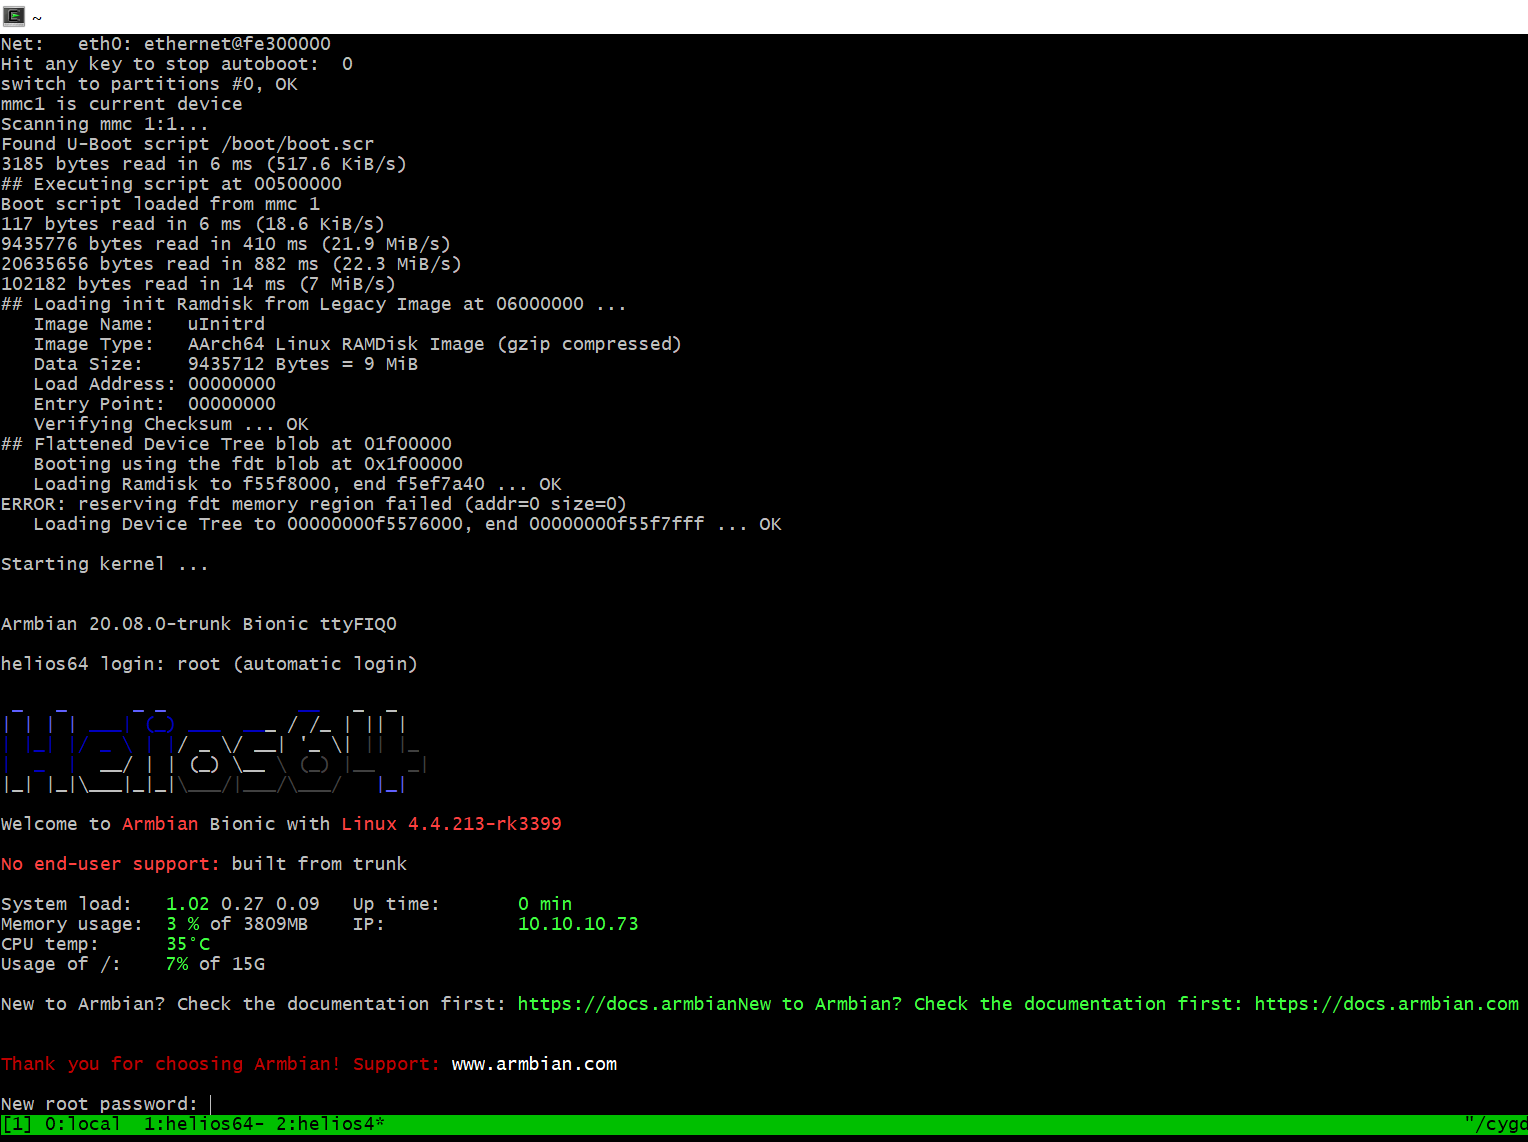 ~
Net:   eth0: ethernet@fe300000
Hit any key to stop autoboot:  0
switch to partitions #0, OK
mmc1 is current device
Scanning mmc 1:1...
Found U-Boot script /boot/boot.scr
3185 bytes read in 6 ms (517.6 KiB/s)
## Executing script at 00500000
Boot script loaded from mmc 1
117 bytes read in 6 ms (18.6 KiB/s)
9435776 bytes read in 410 ms (21.9 MiB/s)
20635656 bytes read in 882 ms (22.3 MiB/s)
102182 bytes read in 14 ms (7 MiB/s)
## Loading init Ramdisk from Legacy Image at 06000000 ...
   Image Name:   uInitrd
   Image Type:   AArch64 Linux RAMDisk Image (gzip compressed)
   Data Size:    9435712 Bytes = 9 MiB
   Load Address: 00000000
   Entry Point:  00000000
   Verifying Checksum ... OK
## Flattened Device Tree blob at 01f00000
   Booting using the fdt blob at 0x1f00000
   Loading Ramdisk to f55f8000, end f5ef7a40 ... OK
ERROR: reserving fdt memory region failed (addr=0 size=0)
   Loading Device Tree to 00000000f5576000, end 00000000f55f7fff ... OK
Starting kernel ...
Armbian 20.08.0-trunk Bionic ttyFIQ0
helios64 login: root (automatic login)
Helios64
Welcome to Armbian Bionic with Linux 4.4.213-rk3399
No end-user support: built from trunk
System load:   1.02 0.27 0.09   Up time:       0 min
Memory usage:  3 % of 3809MB    IP:            10.10.10.73
CPU temp:      35°C
Usage of /:    7% of 15G
New to Armbian? Check the documentation first: https://docs.armbianNew to Armbian? Check the documentation first: https://docs.armbian.com
Thank you for choosing Armbian! Support: www.armbian.com
New root password:
[1] 0:local  1:helios64- 2:helios4* "/cygd